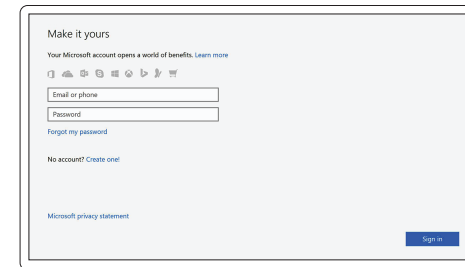 Make it yours
Your Microsoft account opens a world of benefits. Learn more
Email or phone
Password
Forgot my password
No account? Create one!
Microsoft privacy statement
Sign in